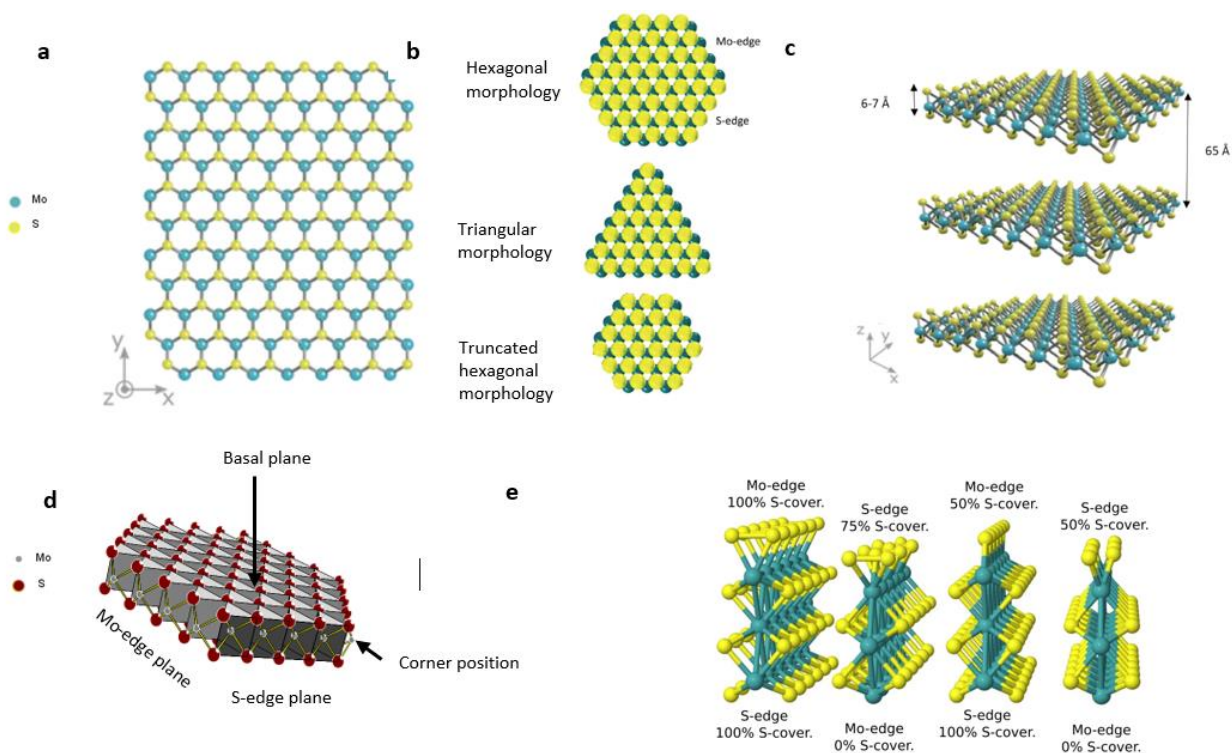 a
Mo
S
y
z
x
b
Hexagonal
morphology
Mo-edge
S-edge
Triangular
morphology
Truncated
hexagonal
morphology
c
6-7 Å
65 Å
z
y
x
d
Basal plane
Mo
S
Mo-edge plane
S-edge plane
Corner position
e
Mo-edge
100% S-cover.
S-edge
75% S-cover.
Mo-edge
50% S-cover.
S-edge
50% S-cover.
S-edge
100% S-cover.
Mo-edge
0% S-cover.
S-edge
100% S-cover.
Mo-edge
0% S-cover.